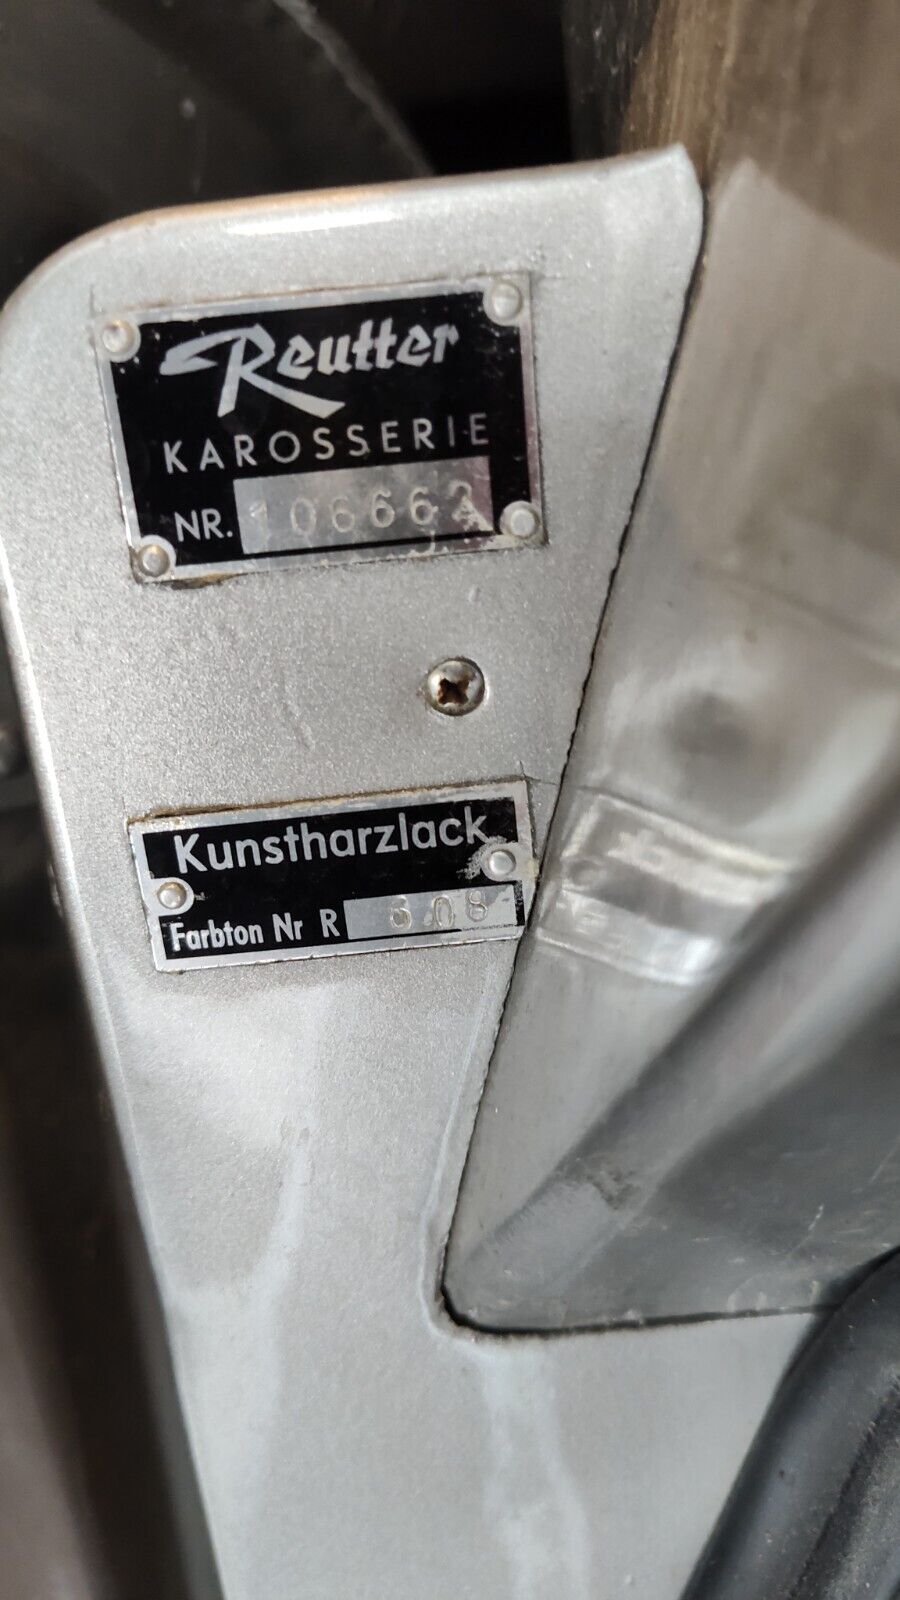 Reutter
KAROSSERIE
NR. 106662
Kunstharzlack
Farbton Nr R 608